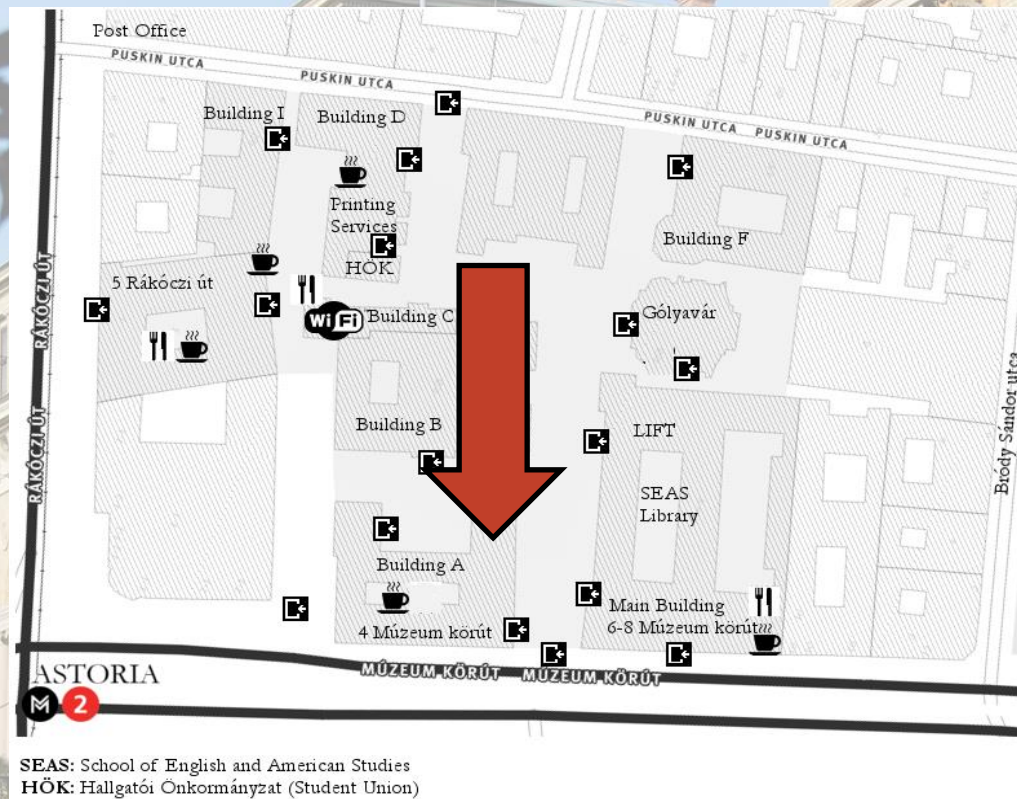 Post Office
PUSKIN UTCA
PUSKIN UTCA
PUSKIN UTCA PUSKIN UTCA
Building I
Building D
Printing
Services
HÖK
Building F
5 Rákóczi út
RÁKÓCZI ÚT
WiFi
Building C
Gólyavár
Building B
LIFT
RÁKÓCZI ÚT
SEAS
Library
Bródy Sándor utca
Building A
Main Building
6-8 Múzeum körút
4 Múzeum körút
MÚZEUM KÖRÚT MÚZEUM KÖRÚT
ASTORIA
M 2
SEAS: School of English and American Studies
HÖK: Hallgatói Önkormányzat (Student Union)